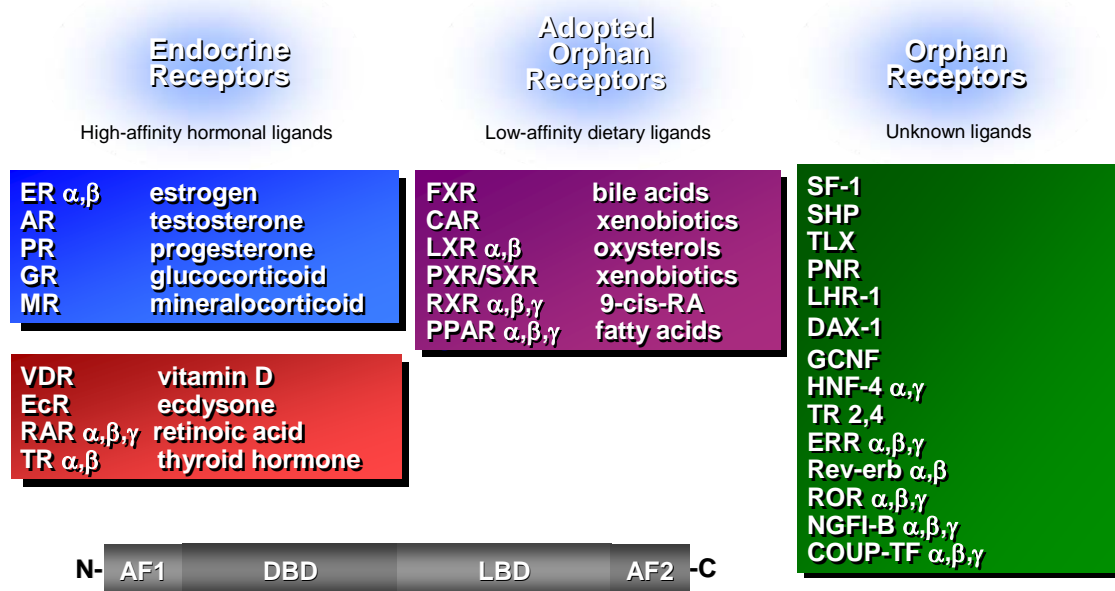 Endocrine
Receptors
High-affinity hormonal ligands
ER α,β estrogen
AR testosterone
PR progesterone
GR glucocorticoid
MR mineralocorticoid
VDR vitamin D
EcR ecdysone
RAR α,β,γ retinoic acid
TR α,β thyroid hormone
Adopted
Orphan
Receptors
Low-affinity dietary ligands
FXR bile acids
CAR xenobiotics
LXR α,β oxysterols
PXR/SXR xenobiotics
RXR α,β,γ 9-cis-RA
PPAR α,β,γ fatty acids
Orphan
Receptors
Unknown ligands
SF-1
SHP
TLX
PNR
LHR-1
DAX-1
GCNF
HNF-4 α,γ
TR 2,4
ERR α,β,γ
Rev-erb α,β
ROR α,β,γ
NGFI-B α,β,γ
COUP-TF α,β,γ
N- AF1 DBD LBD AF2 -C